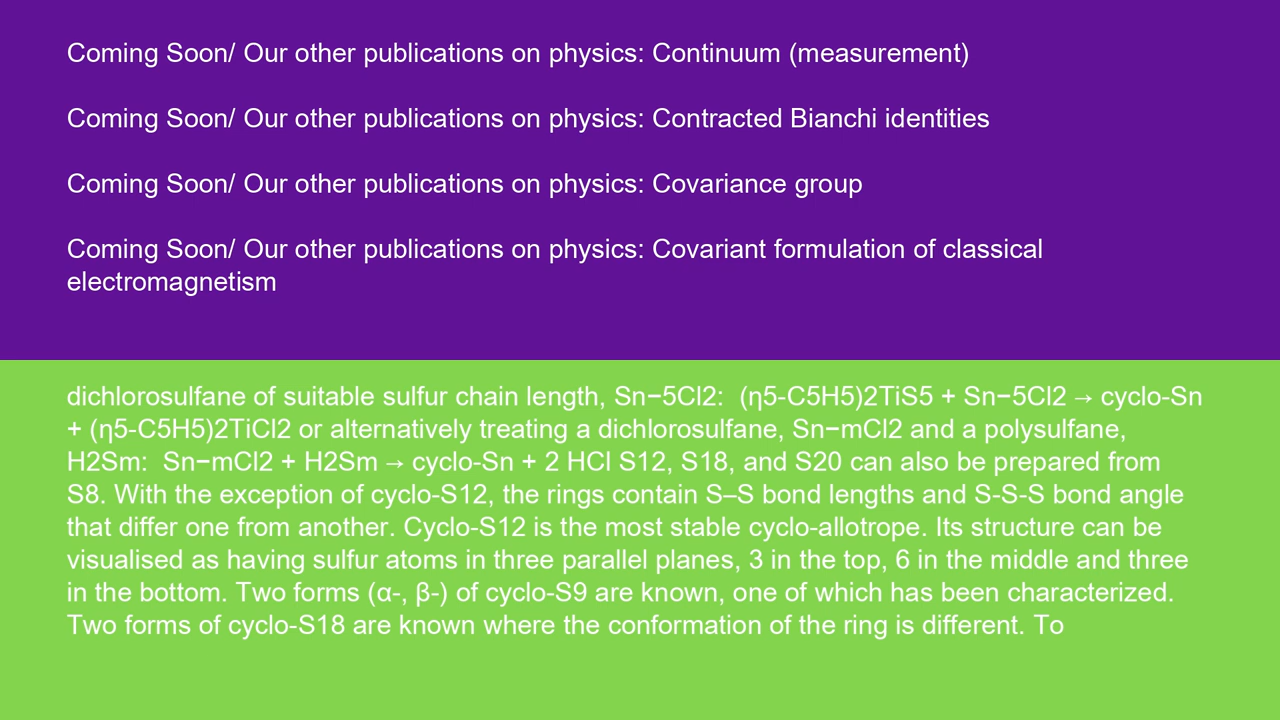 Coming Soon/ Our other publications on physics: Continuum (measurement)
Coming Soon/ Our other publications on physics: Contracted Bianchi identities
Coming Soon/ Our other publications on physics: Covariance group
Coming Soon/ Our other publications on physics: Covariant formulation of classical
electromagnetism
dichlorosulfane of suitable sulfur chain length, Sn−5Cl2:  (η5-C5H5)2TiS5 + Sn−5Cl2 → cyclo-Sn
+ (η5-C5H5)2TiCl2 or alternatively treating a dichlorosulfane, Sn−mCl2 and a polysulfane,
H2Sm:  Sn−mCl2 + H2Sm → cyclo-Sn + 2 HCl S12, S18, and S20 can also be prepared from
S8. With the exception of cyclo-S12, the rings contain S–S bond lengths and S-S-S bond angle
that differ one from another. Cyclo-S12 is the most stable cyclo-allotrope. Its structure can be
visualised as having sulfur atoms in three parallel planes, 3 in the top, 6 in the middle and three
in the bottom. Two forms (α-, β-) of cyclo-S9 are known, one of which has been characterized.
Two forms of cyclo-S18 are known where the conformation of the ring is different. To